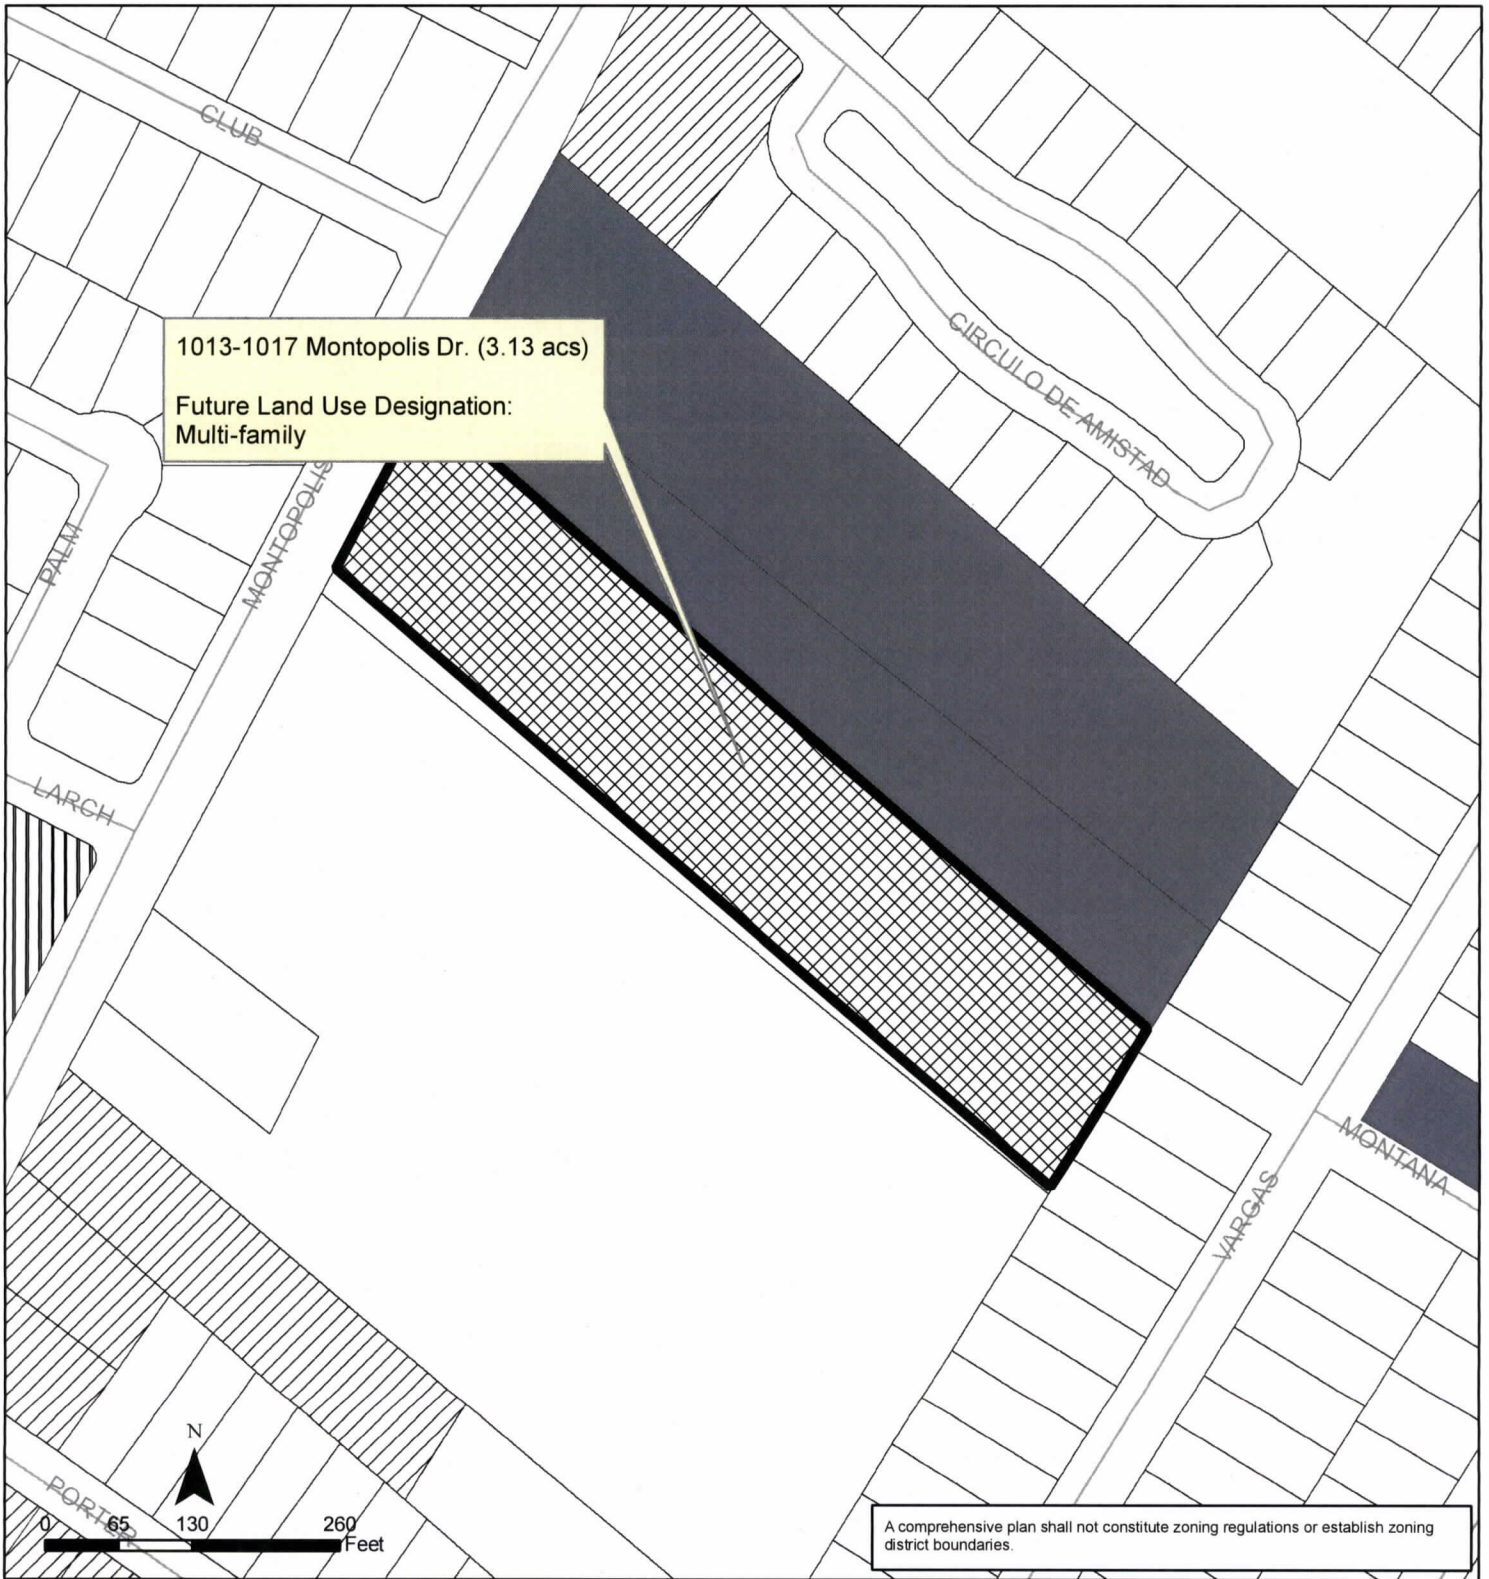 CLUB
1013-1017 Montopolis Dr. (3.13 acs)
Future Land Use Designation:
Multi-family
CIRCULO DE AMISTAD
PALM
MONTOPOLIS
LARCH
MONTANA
VARGAS
N
PORTER
0 65 130 260
Feet
A comprehensive plan shall not constitute zoning regulations or establish zoning
district boundaries.